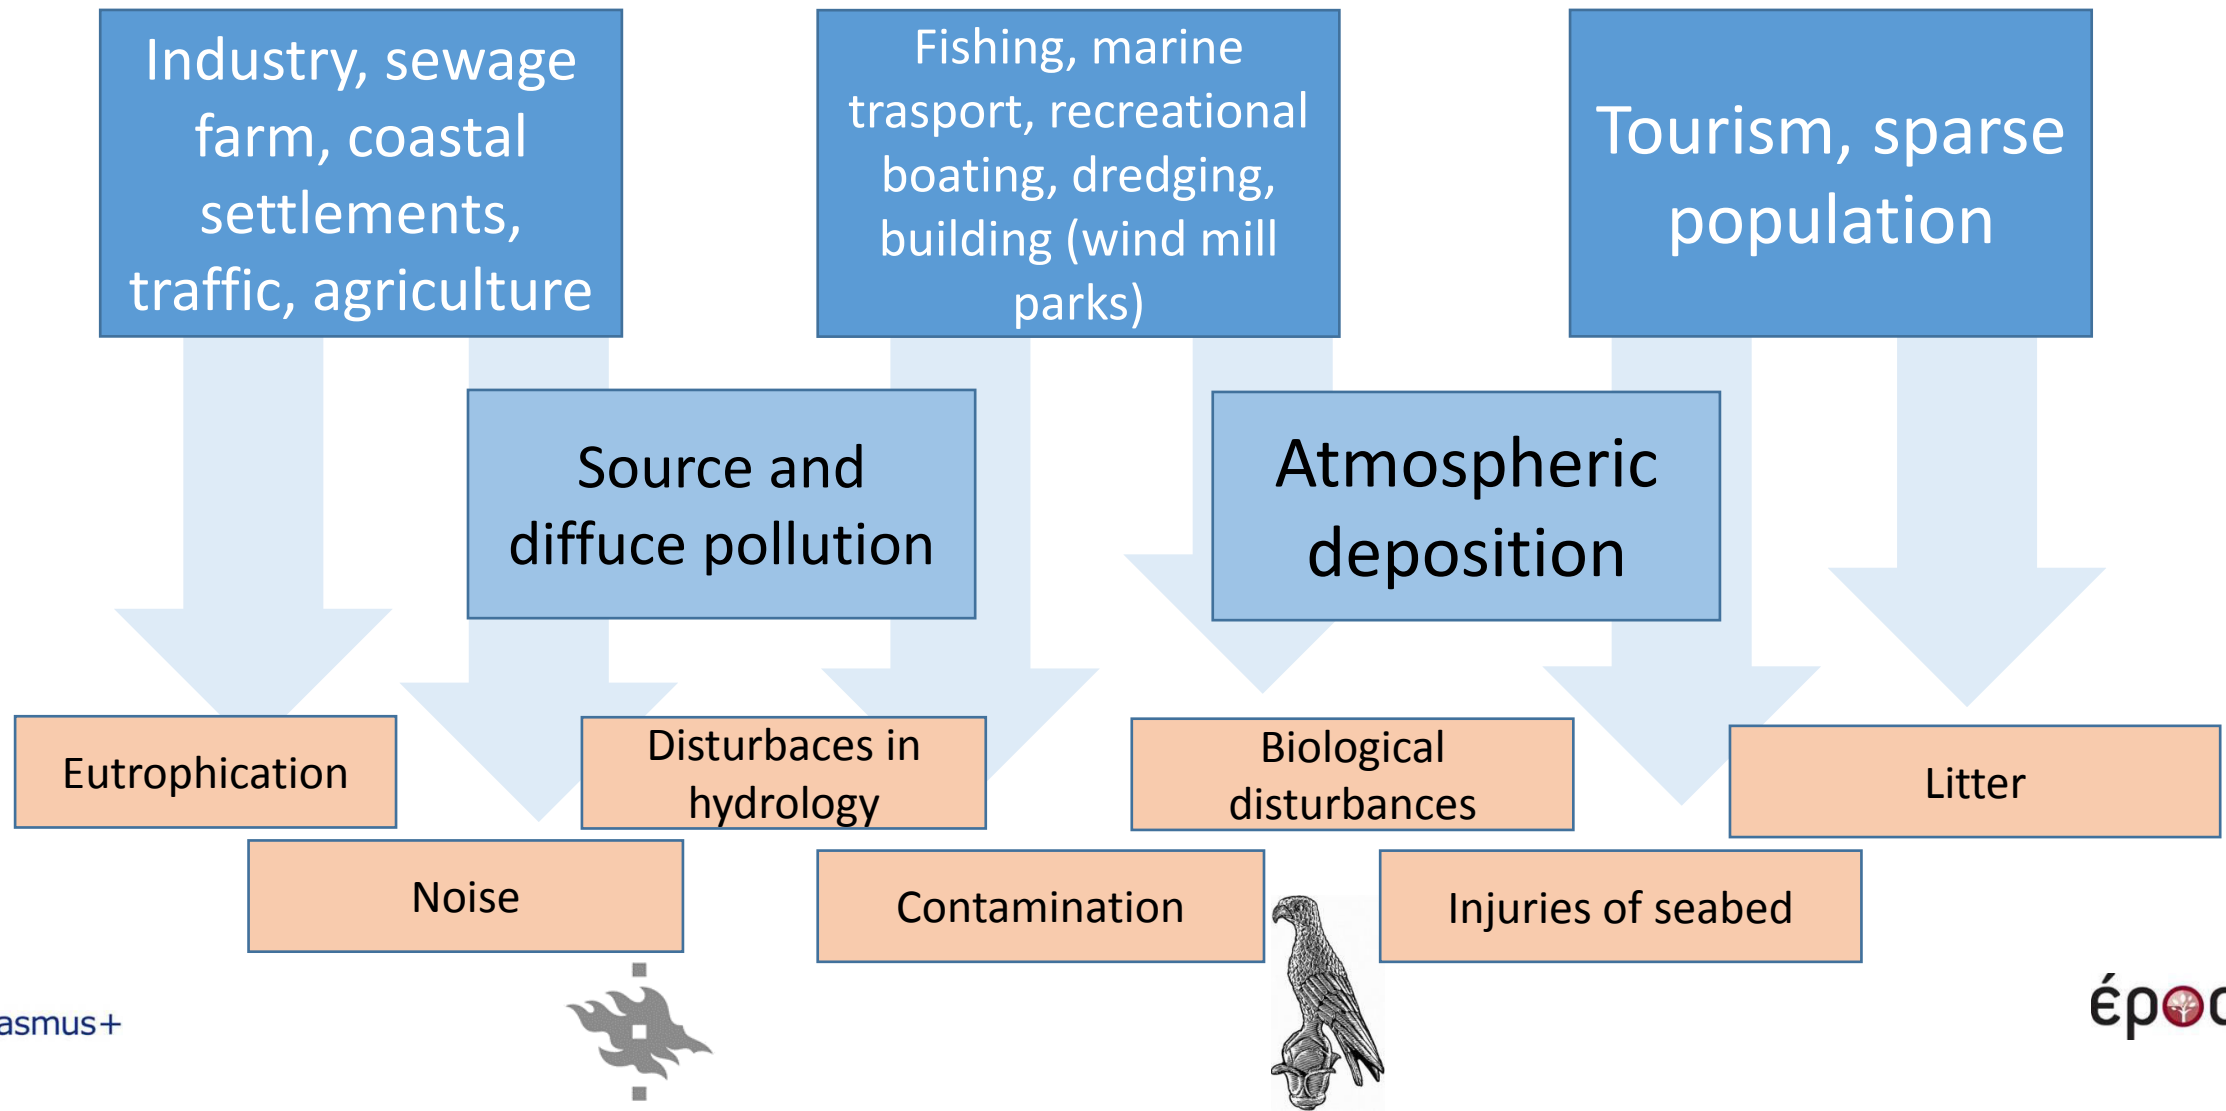 Industry, sewage
farm, coastal
settlements,
traffic, agriculture
Fishing, marine
trasport, recreational
boating, dredging,
building (wind mill
parks)
Tourism, sparse
population
Source and
diffuce pollution
Atmospheric
deposition
Eutrophication
Disturbaces in
hydrology
Biological
disturbances
Litter
Noise
Contamination
Injuries of seabed
asmus+